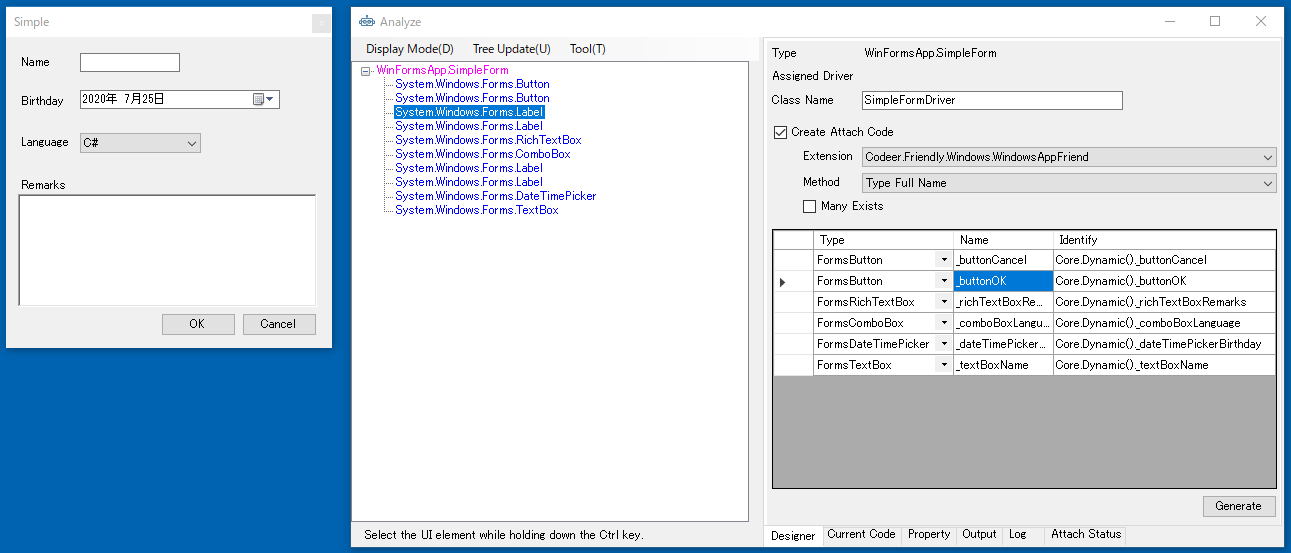 Simple
x
Name
Birthday
2020年 7月25日
Language
C#
Remarks
OK
Cancel
Analyze
Display Mode(D) Tree Update(U) Tool(T)
WinFormsApp.SimpleForm
System.Windows.Forms.Button
System.Windows.Forms.Button
System.Windows.Forms.Label
System.Windows.Forms.Label
System.Windows.Forms.RichTextBox
System.Windows.Forms.ComboBox
System.Windows.Forms.Label
System.Windows.Forms.Label
System.Windows.Forms.DateTimePicker
System.Windows.Forms.TextBox
Select the UI element while holding down the Ctrl key.
Type WinFormsApp.SimpleForm
Assigned Driver
Class Name SimpleFormDriver
Create Attach Code
Extension Codeer.Friendly.Windows.WindowsAppFriend
Method Type Full Name
Many Exists
Type Name Identify
FormsButton _buttonCancel Core.Dynamic()._buttonCancel
FormsButton _buttonOK Core.Dynamic()._buttonOK
FormsRichTextBox _richTextBoxRe... Core.Dynamic()._richTextBoxRemarks
FormsComboBox _comboBoxLangu... Core.Dynamic()._comboBoxLanguage
FormsDateTimePicker _dateTimePicker... Core.Dynamic()._dateTimePickerBirthday
FormsTextBox _textBoxName Core.Dynamic()._textBoxName
Generate
Designer Current Code Property Output Log Attach Status